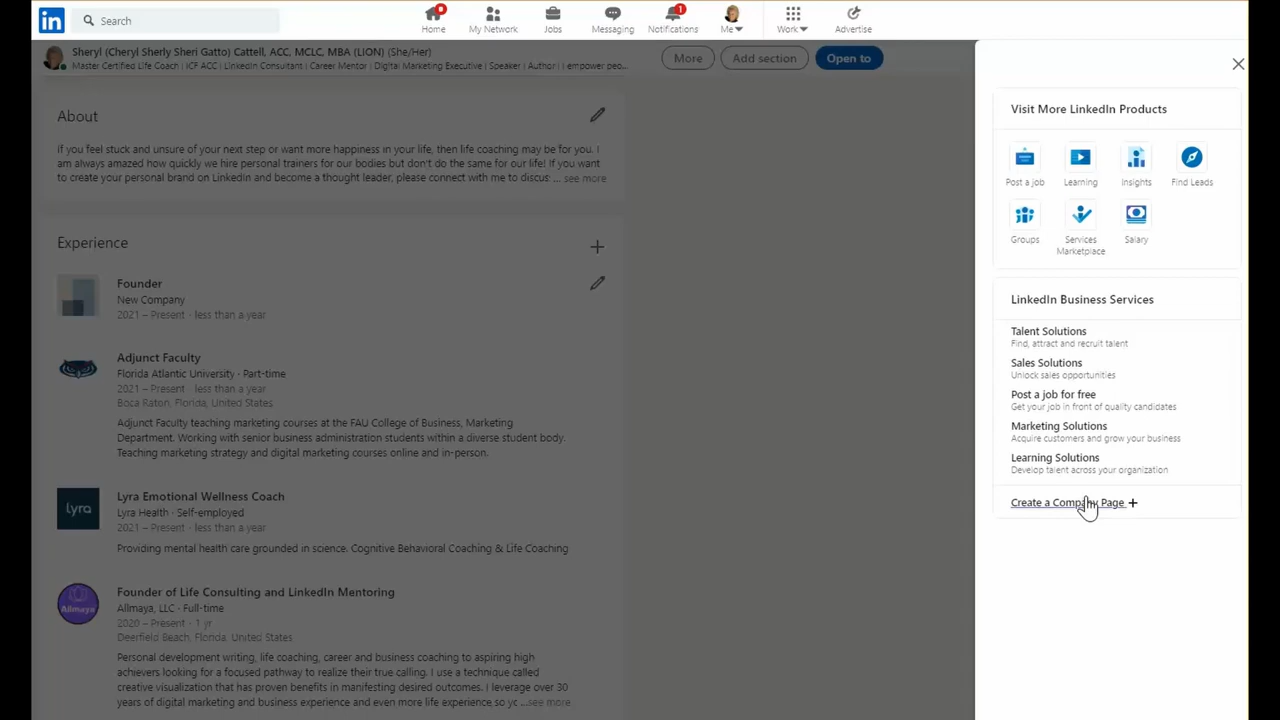 in
Search
Home
My Network
Jobs
Messaging
1
Notifications
Me
Work
Advertise
Sheryl (Cheryl Sherly Sheri Gatto) Cattell, ACC, MCLC, MBA (LION) (She/Her)
Master Certified Life Coach | ICF ACC | LinkedIn Consultant | Career Mentor | Digital Marketing Executive | Speaker | Author | I empower peo...
More
Add section
Open to
About
If you feel stuck and unsure of your next step or want more happiness in your life, then life coaching may be for you. I
am always amazed how quickly we hire personal trainers for our bodies but don't do the same for our life! If you want
to create your personal brand on LinkedIn and become a thought leader, please connect with me to discus: ... see more
Experience
Founder
New Company
2021 – Present · less than a year
Adjunct Faculty
Florida Atlantic University · Part-time
2021 – Present · less than a year
Boca Raton, Florida, United States
Adjunct Faculty teaching marketing courses at the FAU College of Business, Marketing
Department. Working with senior business administration students within a diverse student body.
Teaching marketing strategy and digital marketing courses online and in-person.
lyra
Lyra Emotional Wellness Coach
Lyra Health · Self-employed
2021 – Present · less than a year
Providing mental health care grounded in science. Cognitive Behavioral Coaching & Life Coaching
Allmaya
Founder of Life Consulting and LinkedIn Mentoring
Allmaya, LLC · Full-time
2020 – Present · 1 yr
Deerfield Beach, Florida, United States
Personal development writing, life coaching, career and business coaching to aspiring high
achievers looking for a focused pathway to realize their true calling. I use a technique called
creative visualization that has proven benefits in manifesting desired outcomes. I leverage over 30
years of digital marketing and business experience and even more life experience so yo ...see more
Visit More LinkedIn Products
Post a job
Learning
Insights
Find Leads
Groups
Services
Marketplace
Salary
LinkedIn Business Services
Talent Solutions
Find, attract and recruit talent
Sales Solutions
Unlock sales opportunities
Post a job for free
Get your job in front of quality candidates
Marketing Solutions
Acquire customers and grow your business
Learning Solutions
Develop talent across your organization
Create a Company Page +